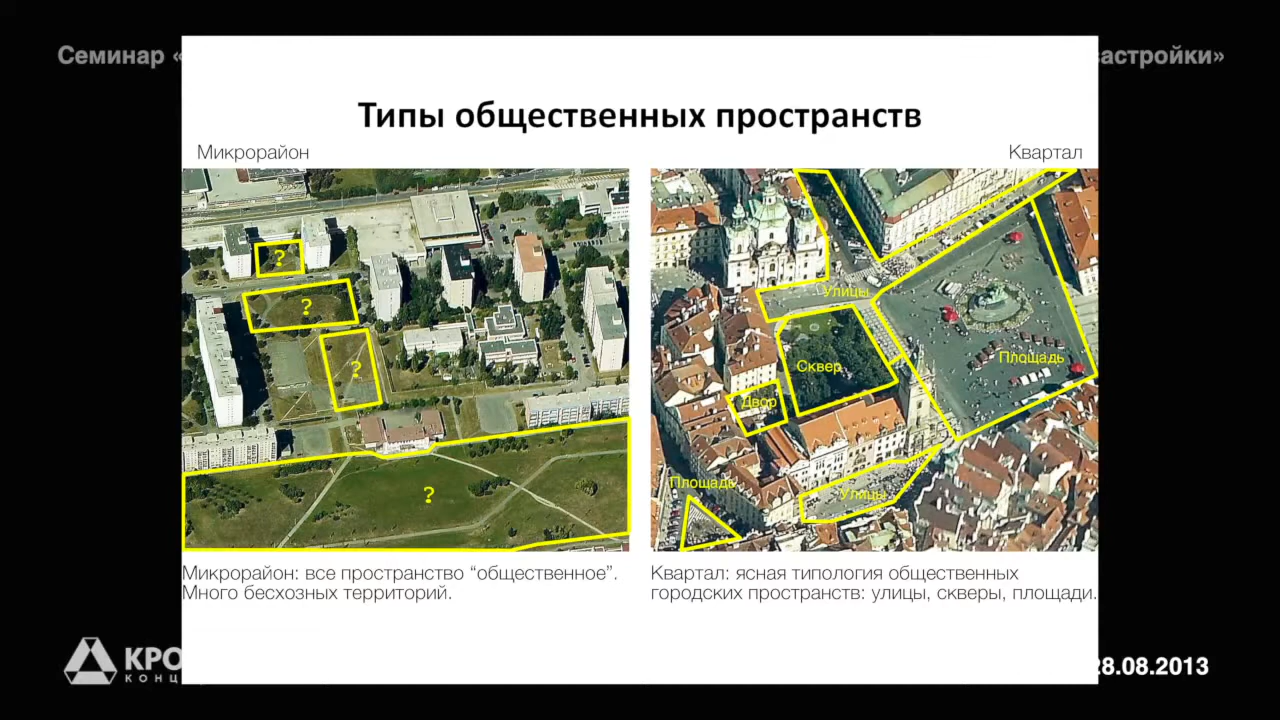 Семинар «
астройки»
Типы общественных пространств
Микрорайон
Квартал
?
?
?
?
Улицы
Площадь
Сквер
Двор
Площадь
Улицы
Микрорайон: все пространство “общественное”.
Много бесхозных территорий.
Квартал: ясная типология общественных
городских пространств: улицы, скверы, площади.
КРО
КОНЦ
28.08.2013